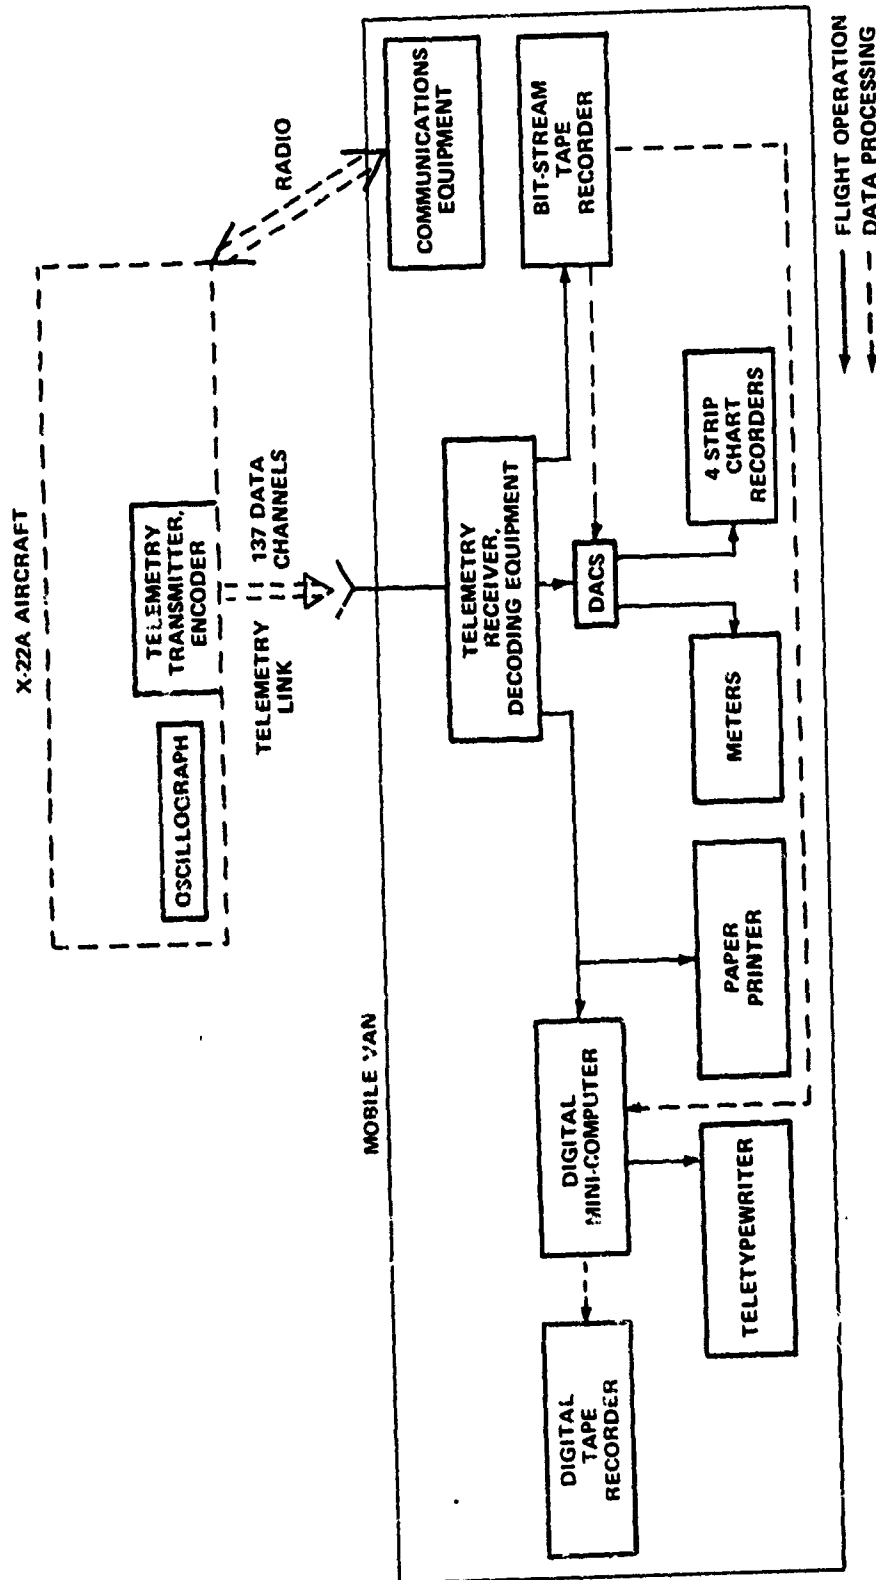 X-22A AIRCRAFT
OSCILLOGRAPH
TELEMETRY
TRANSMITTER,
ENCODER
TELEMETRY
LINK
137 DATA
CHANNELS
RADIO
MOBILE VAN
COMMUNICATIONS
EQUIPMENT
TELEMETRY
RECEIVER,
DECODING EQUIPMENT
BIT-STREAM
TAPE
RECORDER
DIGITAL
TAPE
RECORDER
DIGITAL
MINI-COMPUTER
DACS
TELETYPEWRITER
PAPER
PRINTER
METERS
4 STRIP
CHART
RECORDERS
FLIGHT OPERATION
DATA PROCESSING